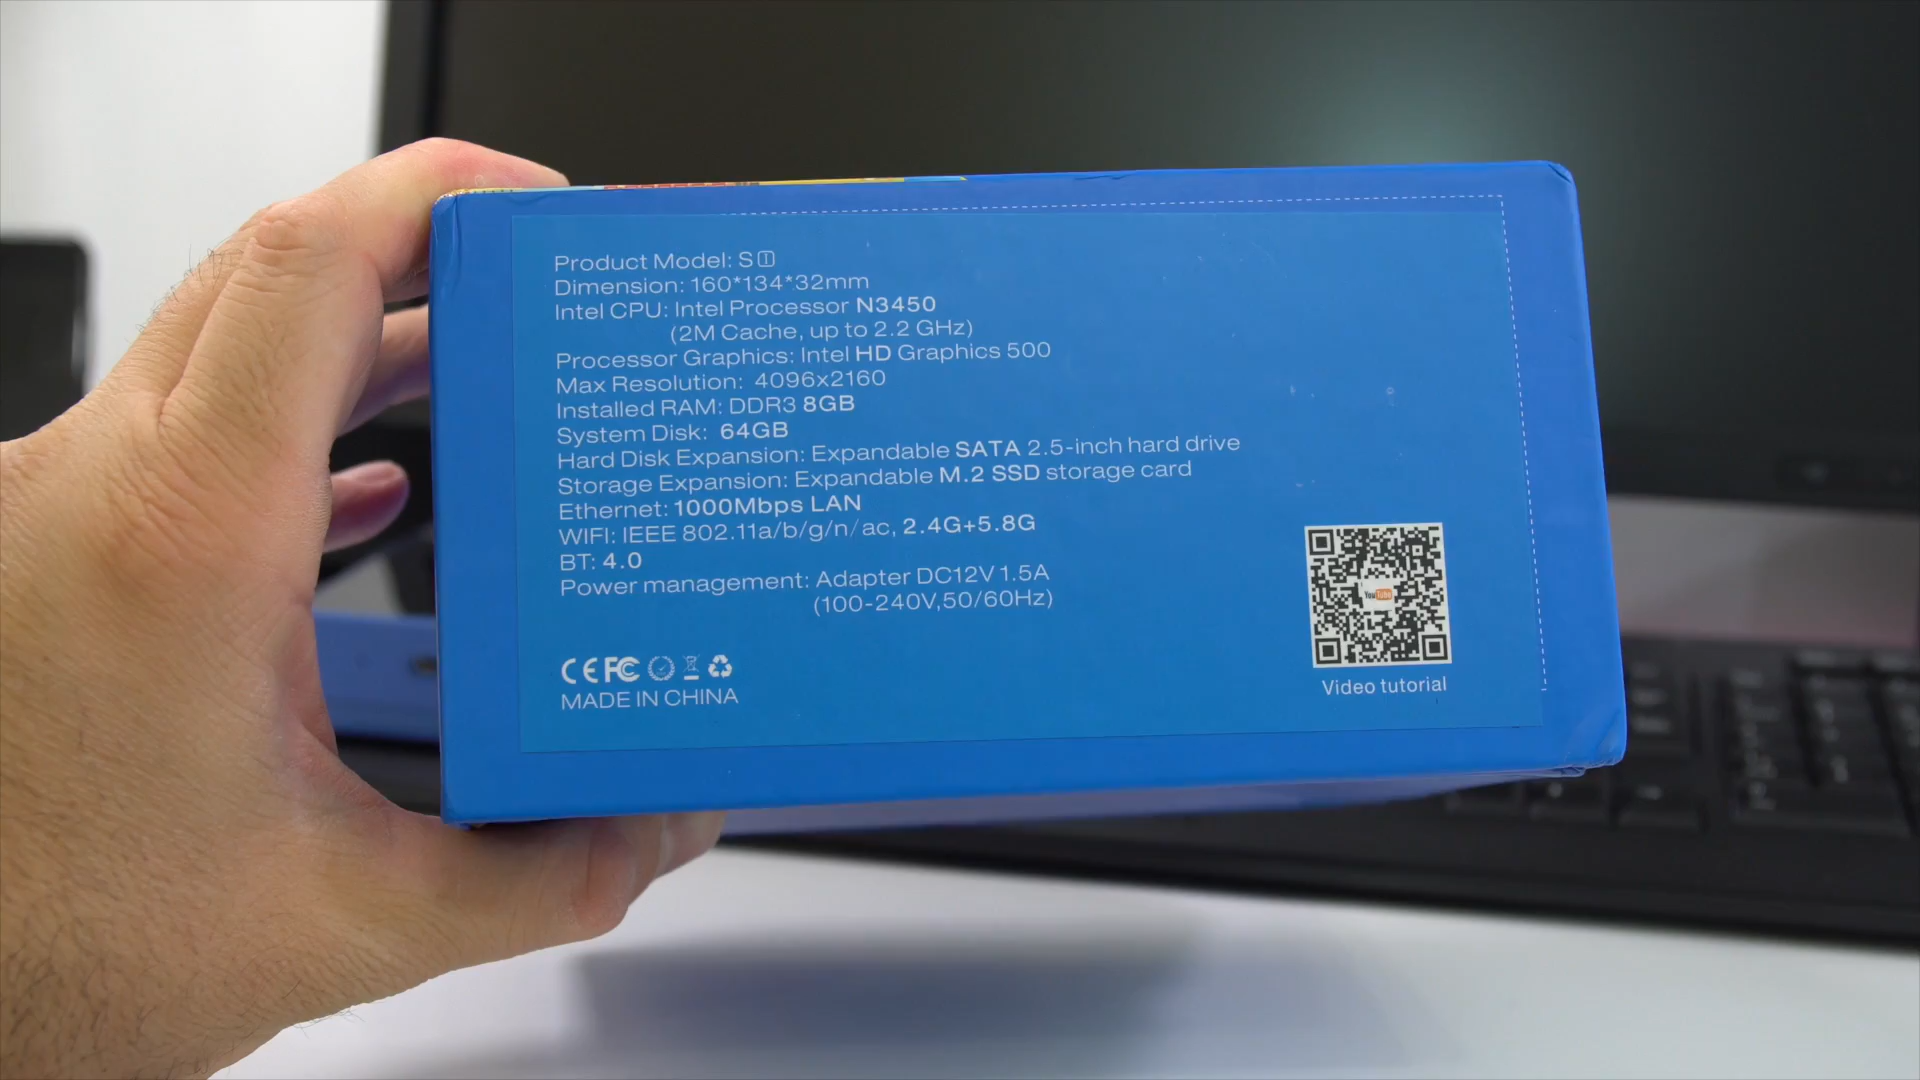 Product Model: S🄸
Dimension: 160*134*32mm
Intel CPU: Intel Processor N3450
(2M Cache, up to 2.2 GHz)
Processor Graphics: Intel HD Graphics 500
Max Resolution: 4096x2160
Installed RAM: DDR3 8GB
System Disk: 64GB
Hard Disk Expansion: Expandable SATA 2.5-inch hard drive
Storage Expansion: Expandable M.2 SSD storage card
Ethernet: 1000Mbps LAN
WIFI: IEEE 802.11a/b/g/n/ac, 2.4G+5.8G
BT: 4.0
Power management: Adapter DC12V 1.5A
(100-240V,50/60Hz)
CE FC
MADE IN CHINA
YouTube
Video tutorial